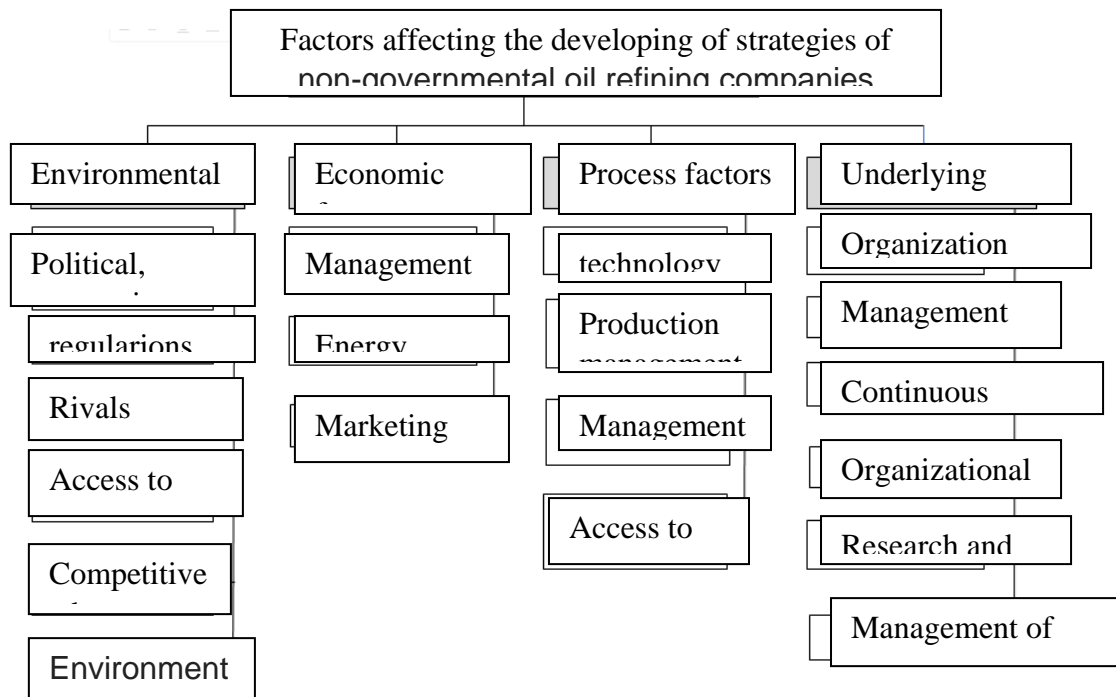 Factors affecting the developing of strategies of
non-governmental oil refining companies
Environmental
Political,
regularions
Rivals
Access to
Competitive
Environment
Economic
Management
Energy
Marketing
Process factors
technology
Production
management
Management
Access to
Underlying
Organization
Management
Continuous
Organizational
Research and
Management of